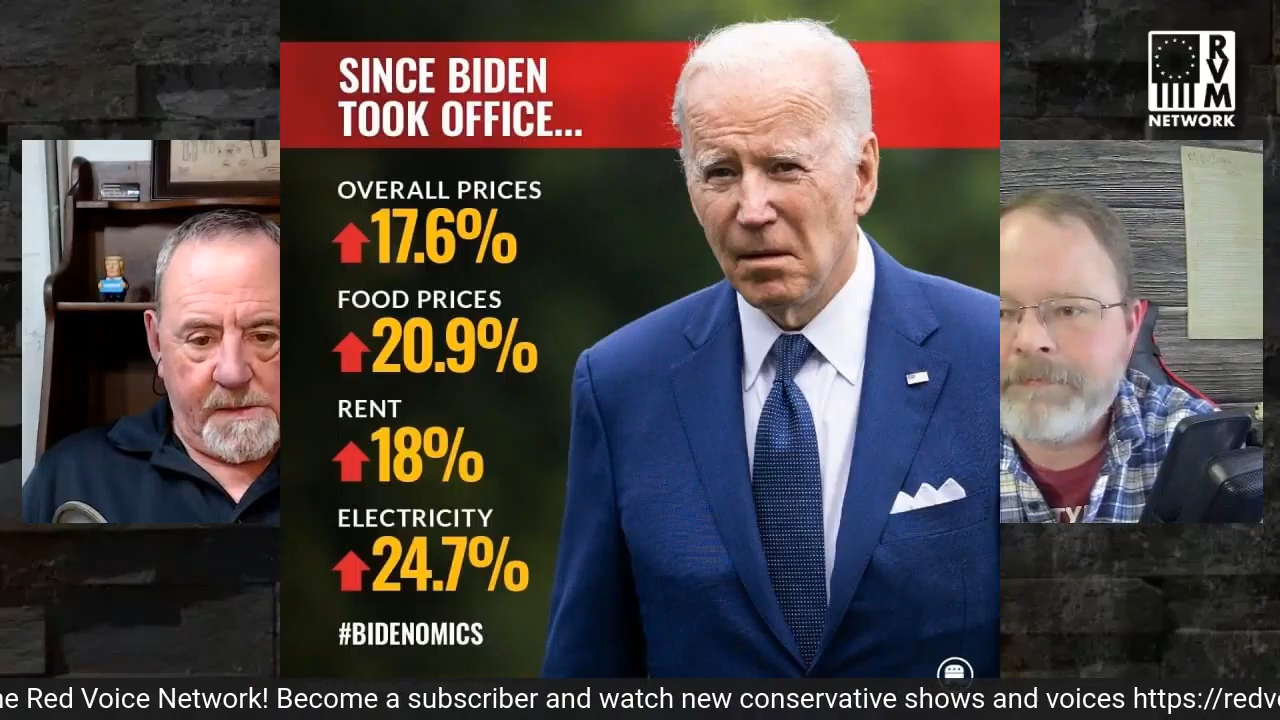 SINCE BIDEN
TOOK OFFICE...
OVERALL PRICES
17.6%
FOOD PRICES
20.9%
RENT
18%
ELECTRICITY
24.7%
#BIDENOMICS
RVM
NETWORK
ne Red Voice Network! Become a subscriber and watch new conservative shows and voices https://redv